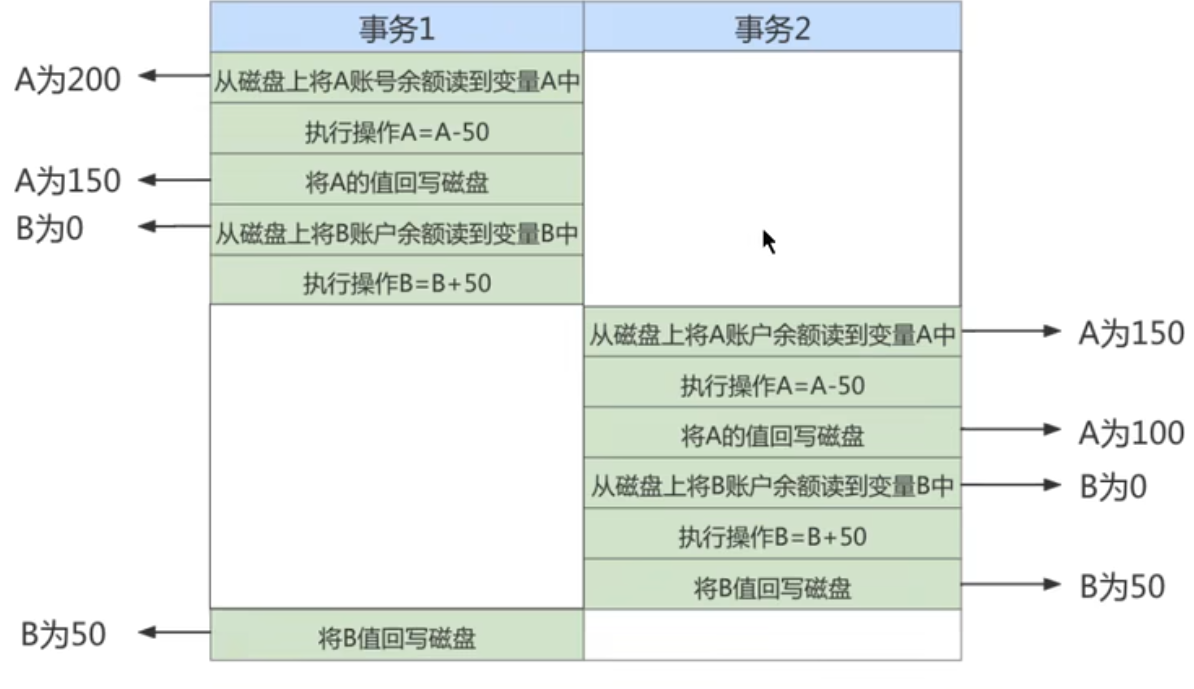 事务1 事务2
A为200 从磁盘上将A账号余额读到变量A中
执行操作A=A-50
A为150 将A的值回写磁盘
B为0 从磁盘上将B账户余额读到变量B中
执行操作B=B+50
从磁盘上将A账户余额读到变量A中 A为150
执行操作A=A-50
将A的值回写磁盘 A为100
从磁盘上将B账户余额读到变量B中 B为0
执行操作B=B+50
将B值回写磁盘 B为50
B为50 将B值回写磁盘